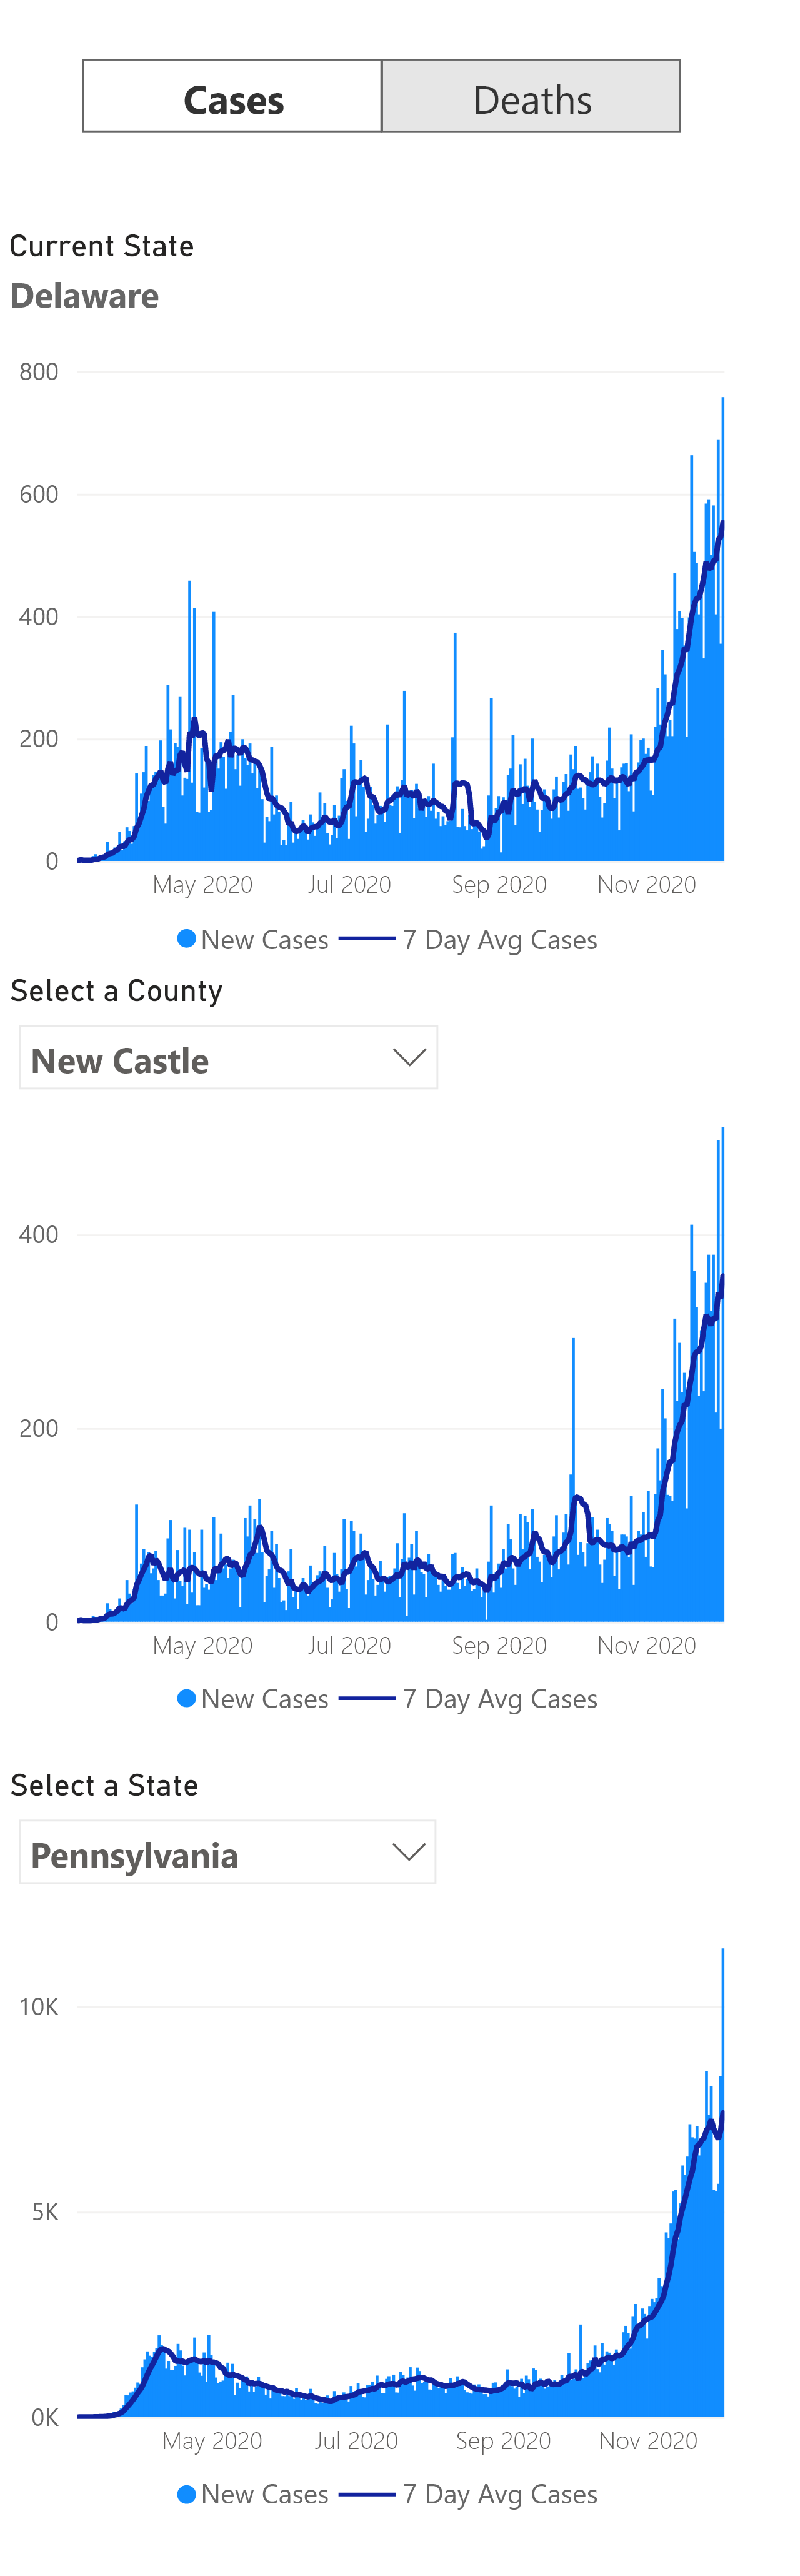 Cases Deaths
Current State
Delaware
800
600
400
200
0
May 2020 Jul 2020 Sep 2020 Nov 2020
New Cases 7 Day Avg Cases
Select a County
New Castle
400
200
0
May 2020 Jul 2020 Sep 2020 Nov 2020
New Cases 7 Day Avg Cases
Select a State
Pennsylvania
10K
5K
0K
May 2020 Jul 2020 Sep 2020 Nov 2020
New Cases 7 Day Avg Cases